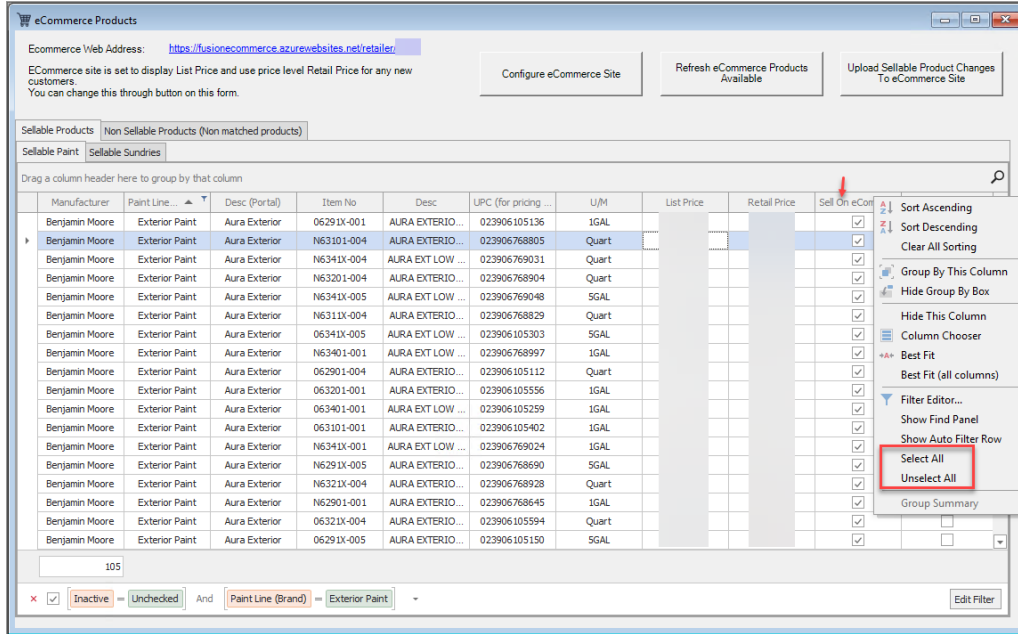 eCommerce Products
Ecommerce Web Address: https://fusionecommerce.azurewebsites.net/retailer/
ECommerce site is set to display List Price and use price level Retail Price for any new
customers.
You can change this through button on this form.
Configure eCommerce Site
Refresh eCommerce Products
Available
Upload Sellable Product Changes
To eCommerce Site
Sellable Products Non Sellable Products (Non matched products)
Sellable Paint Sellable Sundries
Drag a column header here to group by that column
Manufacturer Paint Line... Desc (Portal) Item No Desc UPC (for pricing ... U/M List Price Retail Price Sell On eCom
Benjamin Moore Exterior Paint Aura Exterior 06291X-001 AURA EXTERIO... 023906105136 1GAL
Benjamin Moore Exterior Paint Aura Exterior N63101-004 AURA EXTERIO... 023906768805 Quart
Benjamin Moore Exterior Paint Aura Exterior N6341X-004 AURA EXT LOW ... 023906769031 Quart
Benjamin Moore Exterior Paint Aura Exterior N63201-004 AURA EXTERIO... 023906768904 Quart
Benjamin Moore Exterior Paint Aura Exterior N6341X-005 AURA EXT LOW ... 023906769048 5GAL
Benjamin Moore Exterior Paint Aura Exterior N6311X-004 AURA EXTERIO... 023906768829 Quart
Benjamin Moore Exterior Paint Aura Exterior 06341X-005 AURA EXT LOW ... 023906105303 5GAL
Benjamin Moore Exterior Paint Aura Exterior N63401-001 AURA EXT LOW ... 023906768997 1GAL
Benjamin Moore Exterior Paint Aura Exterior 062901-004 AURA EXTERIO... 023906105112 Quart
Benjamin Moore Exterior Paint Aura Exterior 063201-001 AURA EXTERIO... 023906105556 1GAL
Benjamin Moore Exterior Paint Aura Exterior 063401-001 AURA EXT LOW ... 023906105259 1GAL
Benjamin Moore Exterior Paint Aura Exterior 063101-001 AURA EXTERIO... 023906105402 1GAL
Benjamin Moore Exterior Paint Aura Exterior N6341X-001 AURA EXT LOW ... 023906769024 1GAL
Benjamin Moore Exterior Paint Aura Exterior N6291X-005 AURA EXTERIO... 023906768690 5GAL
Benjamin Moore Exterior Paint Aura Exterior N6321X-004 AURA EXTERIO... 023906768928 Quart
Benjamin Moore Exterior Paint Aura Exterior N62901-001 AURA EXTERIO... 023906768645 1GAL
Benjamin Moore Exterior Paint Aura Exterior 06321X-004 AURA EXTERIO... 023906105594 Quart
Benjamin Moore Exterior Paint Aura Exterior 06291X-005 AURA EXTERIO... 023906105150 5GAL
Sort Ascending
Sort Descending
Clear All Sorting
Group By This Column
Hide Group By Box
Hide This Column
Column Chooser
Best Fit
Best Fit (all columns)
Filter Editor...
Show Find Panel
Show Auto Filter Row
Select All
Unselect All
Group Summary
105
Inactive = Unchecked And Paint Line (Brand) = Exterior Paint
Edit Filter